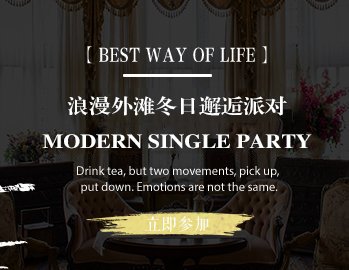 【 BEST WAY OF LIFE 】
浪漫外滩冬日邂逅派对
MODERN SINGLE PARTY
Drink tea, but two movements, pick up,
put down. Emotions are not the same.
立即参加